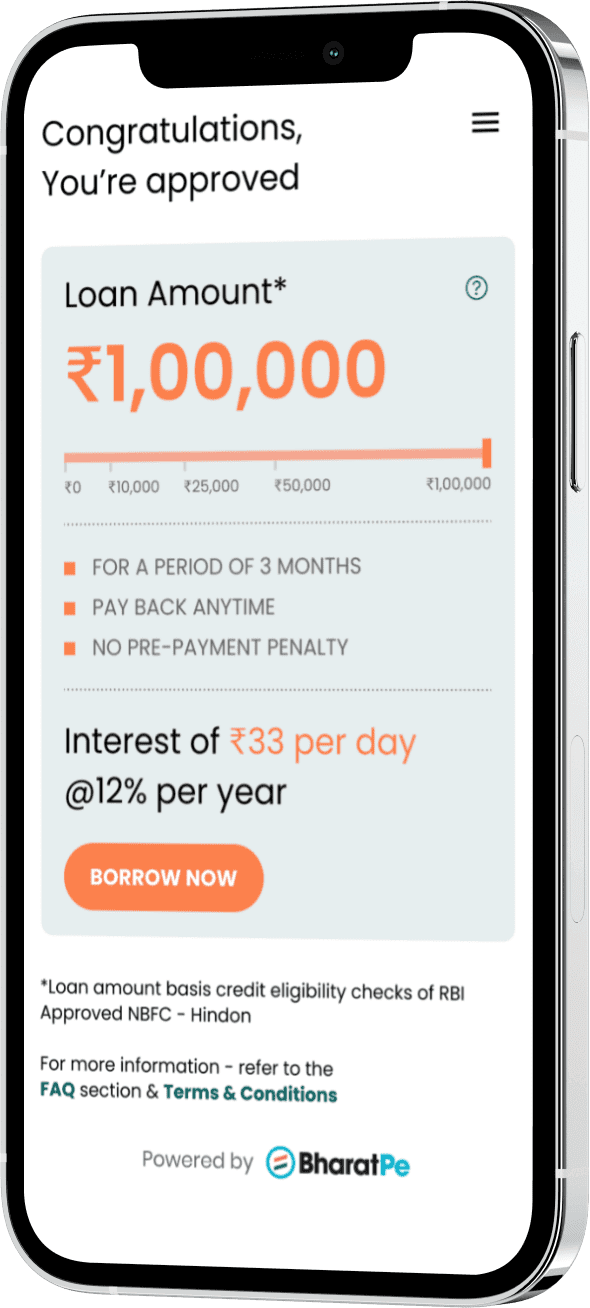 Congratulations,
You're approved
Loan Amount*
?
₹1,00,000
₹0 ₹10,000 ₹25,000 ₹50,000 ₹1,00,000
FOR A PERIOD OF 3 MONTHS
PAY BACK ANYTIME
NO PRE-PAYMENT PENALTY
Interest of ₹33 per day
@12% per year
BORROW NOW
*Loan amount basis credit eligibility checks of RBI
Approved NBFC - Hindon
For more information - refer to the
FAQ section & Terms & Conditions
Powered by BharatPe